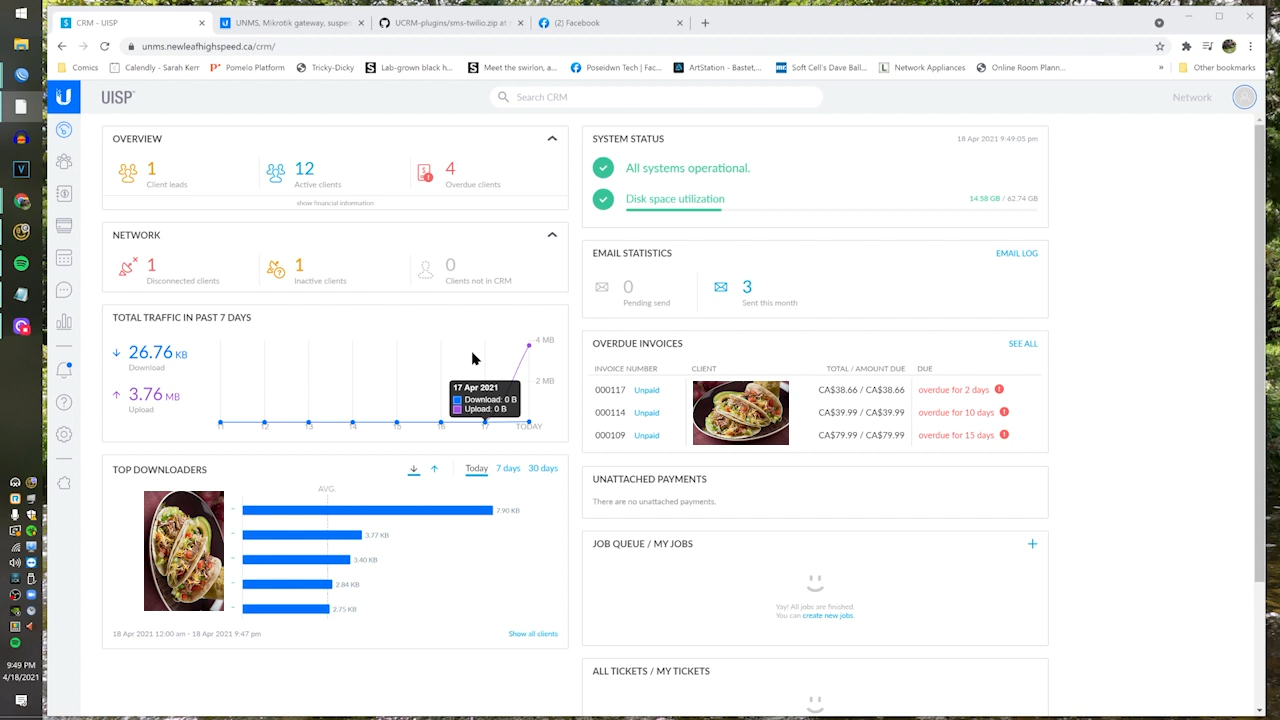 CRM - UISP
UNMS, Mikrotik gateway, suspen
UCRM-plugins/sms-twilio.zip at m
(2) Facebook
unms.newleafhighspeed.ca/crm/
Comics
Calendly - Sarah Kerr
Pomelo Platform
Tricky-Dicky
Lab-grown black h...
Meet the swirlon, a...
Poseidwn Tech | Fac...
ArtStation - Bastet,...
Soft Cell's Dave Ball...
Network Appliances
Online Room Plann...
»
Other bookmarks
UISP
Search CRM
Network
OVERVIEW
1 Client leads
12 Active clients
4 Overdue clients
show financial information
NETWORK
1 Disconnected clients
1 Inactive clients
0 Clients not in CRM
TOTAL TRAFFIC IN PAST 7 DAYS
26.76 KB
Download
3.76 MB
Upload
4 MB
2 MB
17 Apr 2021
Download: 0 B
Upload: 0 B
11 12 13 14 15 16 17 TODAY
TOP DOWNLOADERS
Today 7 days 30 days
AVG.
7.90 KB
3.77 KB
3.40 KB
2.84 KB
2.75 KB
18 Apr 2021 12:00 am - 18 Apr 2021 9:47 pm
Show all clients
SYSTEM STATUS
18 Apr 2021 9:49:05 pm
All systems operational.
Disk space utilization
14.58 GB / 62.74 GB
EMAIL STATISTICS
EMAIL LOG
0 Pending send
3 Sent this month
OVERDUE INVOICES
SEE ALL
INVOICE NUMBER CLIENT TOTAL / AMOUNT DUE DUE
000117 Unpaid CA$38.66 / CA$38.66 overdue for 2 days
000114 Unpaid CA$39.99 / CA$39.99 overdue for 10 days
000109 Unpaid CA$79.99 / CA$79.99 overdue for 15 days
UNATTACHED PAYMENTS
There are no unattached payments.
JOB QUEUE / MY JOBS
Yay! All jobs are finished.
You can create new jobs.
ALL TICKETS / MY TICKETS
4/18/2021